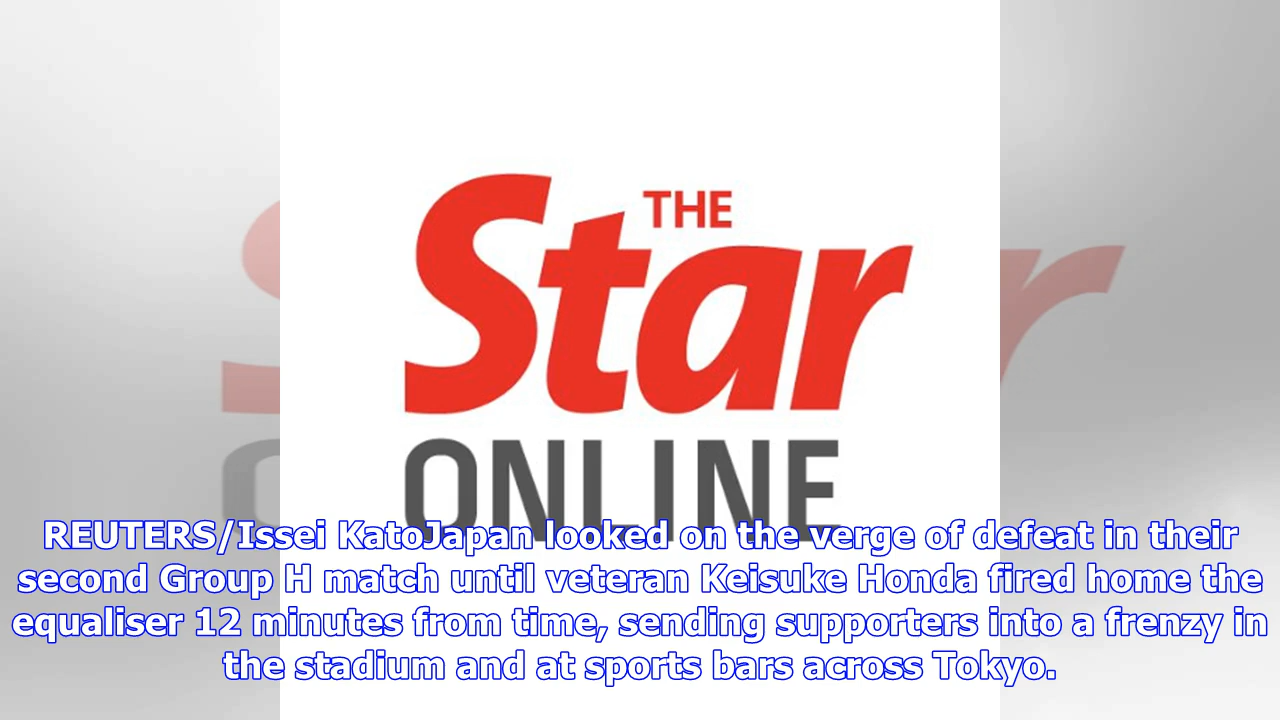 THE
Star
ONLINE
REUTERS/Issei KatoJapan looked on the verge of defeat in their
second Group H match until veteran Keisuke Honda fired home the
equaliser 12 minutes from time, sending supporters into a frenzy in
the stadium and at sports bars across Tokyo.